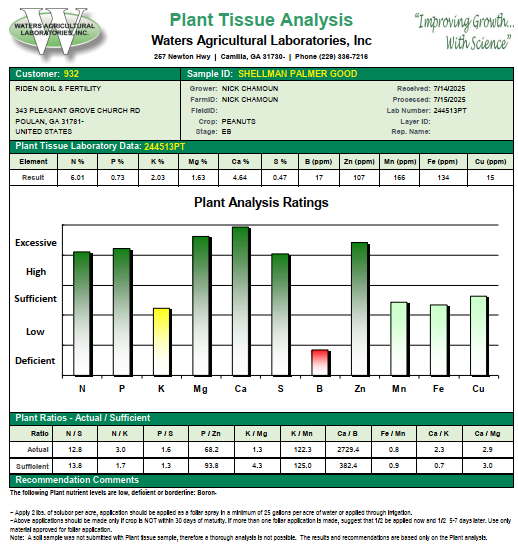 WATERS AGRICULTURAL
LABORATORIES, INC.
Plant Tissue Analysis
"Improving Growth...
With Science"
Waters Agricultural Laboratories, Inc
257 Newton Hwy | Camilla, GA 31730- | Phone (229) 336-7216
Customer: 932 Sample ID: SHELLMAN PALMER GOOD
RIDEN SOIL & FERTILITY Grower: NICK CHAMOUN Received: 7/14/2025
FarmID: NICK CHAMOUN Processed: 7/15/2025
343 PLEASANT GROVE CHURCH RD FieldID: Lab Number: 244513PT
POULAN, GA 31781- Crop: PEANUTS Layer ID:
UNITED STATES Stage: EB Rep. Name:
Plant Tissue Laboratory Data: 244513PT
Element N % P % K % Mg % Ca % S % B (ppm) Zn (ppm) Mn (ppm) Fe (ppm) Cu (ppm)
Result 6.01 0.73 2.03 1.63 4.64 0.47 17 107 166 134 15
Plant Analysis Ratings
Excessive
High
Sufficient
Low
Deficient
N P K Mg Ca S B Zn Mn Fe Cu
Plant Ratios - Actual / Sufficient
Ratio N / S N / K P / S P / Zn K / Mg K / Mn Ca / B Fe / Mn Ca / K Ca / Mg
Actual 12.8 3.0 1.6 68.2 1.3 122.3 2729.4 0.8 2.3 2.9
Sufficient 13.8 1.7 1.3 93.8 4.3 125.0 382.4 0.9 0.7 3.0
Recommendation Comments
The following Plant nutrient levels are low, deficient or borderline: Boron-
~ Apply 2 lbs. of solubor per acre, application should be applied as a foliar spray in a minimum of 25 gallons per acre of water or applied through irrigation.
~Above applications should be made only if crop is NOT within 30 days of maturity. If more than one foliar application is made, suggest that 1/2 be applied now and 1/2 5-7 days later. Use only
material approved for foliar application.
Note: A soil sample was not submitted with Plant tissue sample, therefore a thorough analysis is not possible. The results and recommendations are based only on the Plant analysis.